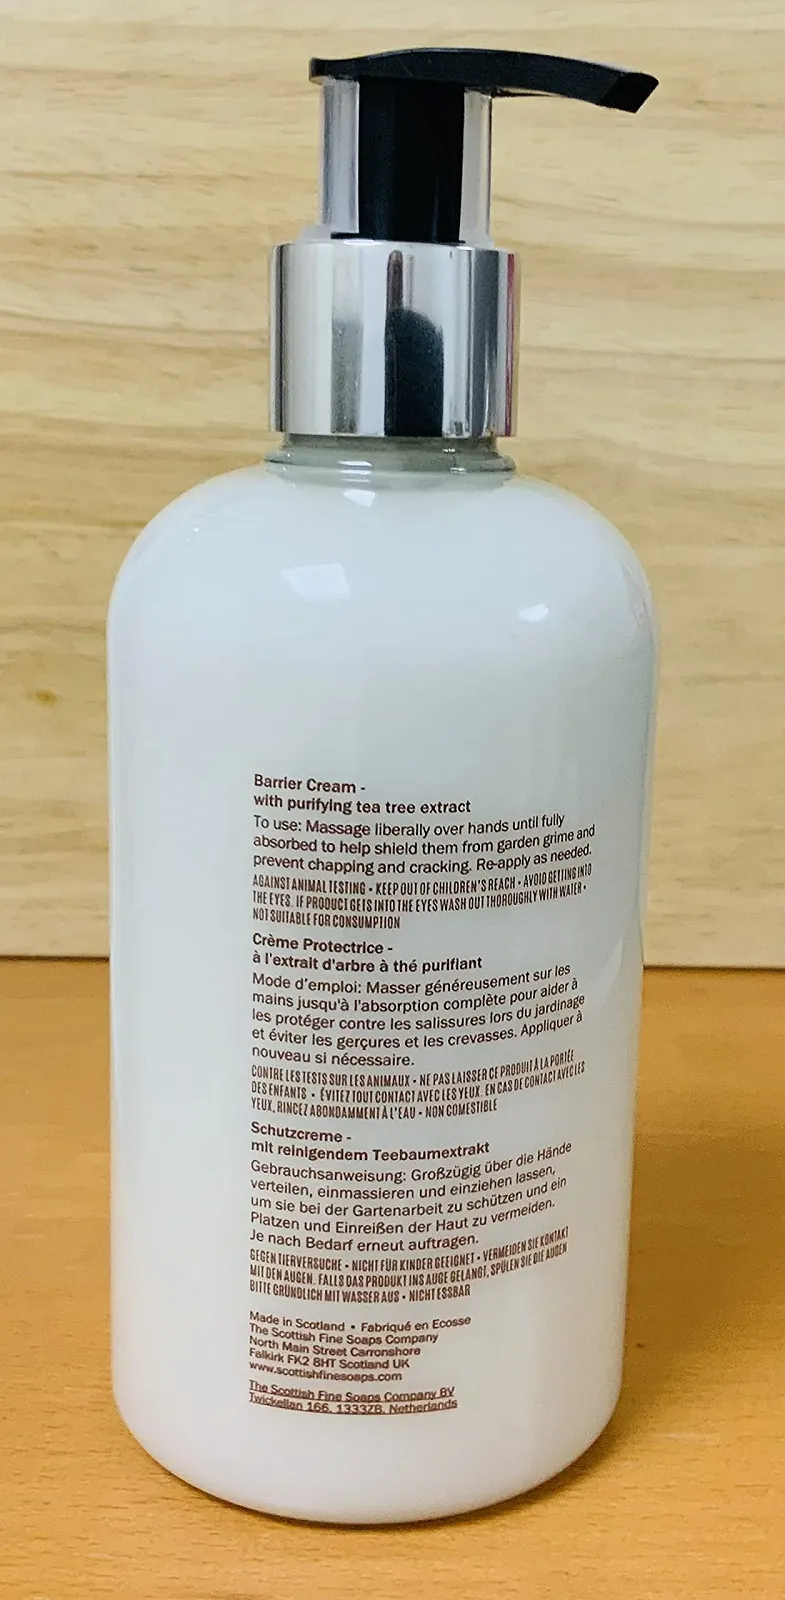 Barrier Cream -
with purifying tea tree extract
To use: Massage liberally over hands until fully
absorbed to help shield them from garden grime and
prevent chapping and cracking. Re-apply as needed.
AGAINST ANIMAL TESTING • KEEP OUT OF CHILDREN'S REACH • AVOID GETTING INTO
THE EYES. IF PRODUCT GETS INTO THE EYES WASH OUT THOROUGHLY WITH WATER •
NOT SUITABLE FOR CONSUMPTION
Crème Protectrice -
à l'extrait d'arbre à thé purifiant
Mode d'emploi: Masser généreusement sur les
mains jusqu'à l'absorption complète pour aider à
les protéger contre les salissures lors du jardinage
et éviter les gerçures et les crevasses. Appliquer à
nouveau si nécessaire.
CONTRE LES TESTS SUR LES ANIMAUX • NE PAS LAISSER CE PRODUIT À LA PORTÉE
DES ENFANTS • ÉVITEZ TOUT CONTACT AVEC LES YEUX. EN CAS DE CONTACT AVEC LES
YEUX, RINCEZ ABONDAMMENT À L'EAU • NON COMESTIBLE
Schutzcreme -
mit reinigendem Teebaumextrakt
Gebrauchsanweisung: Großzügig über die Hände
verteilen, einmassieren und einziehen lassen,
um sie bei der Gartenarbeit zu schützen und ein
Platzen und Einreißen der Haut zu vermeiden.
Je nach Bedarf erneut auftragen.
GEGEN TIERVERSUCHE • NICHT FÜR KINDER GEEIGNET • VERMEIDEN SIE KONTAKT
MIT DEN AUGEN. FALLS DAS PRODUKT INS AUGE GELANGT, SPÜLEN SIE DIE AUGEN
BITTE GRÜNDLICH MIT WASSER AUS • NICHT ESSBAR
Made in Scotland • Fabriqué en Ecosse
The Scottish Fine Soaps Company
North Main Street Carronshore
Falkirk FK2 8HT Scotland UK
www.scottishfinesoaps.com
The Scottish Fine Soaps Company BV
Twickellan 166, 1333ZB, Netherlands